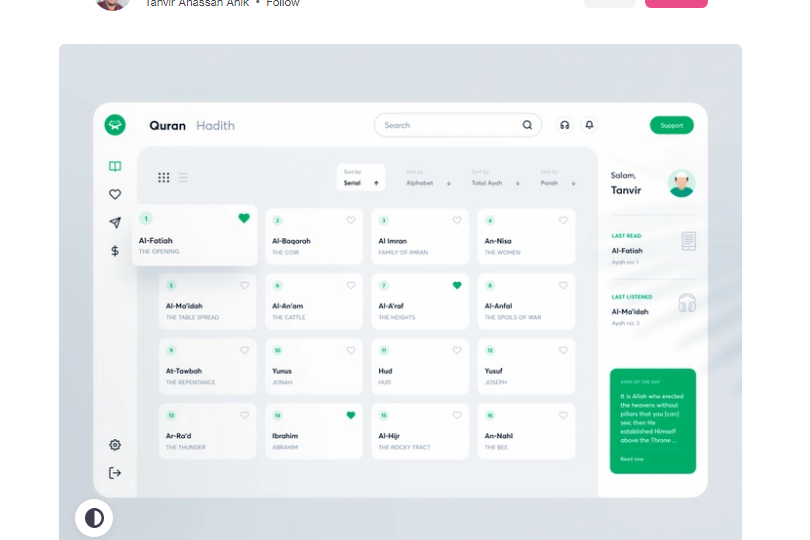 Tanvir Ahassan Anik • Follow
Quran Hadith
Search
Support
Sort by
Serial
Sort by
Alphabet
Sort by
Total Ayah
Sort by
Parah
1
Al-Fatiah
THE OPENING
2
Al-Baqarah
THE COW
3
Al Imran
FAMILY OF IMRAN
4
An-Nisa
THE WOMEN
5
Al-Ma'idah
THE TABLE SPREAD
6
Al-An'am
THE CATTLE
7
Al-A'raf
THE HEIGHTS
8
Al-Anfal
THE SPOILS OF WAR
9
At-Tawbah
THE REPENTANCE
10
Yunus
JONAH
11
Hud
HUD
12
Yusuf
JOSEPH
13
Ar-Ra'd
THE THUNDER
14
Ibrahim
ABRAHIM
15
Al-Hijr
THE ROCKY TRACT
16
An-Nahl
THE BEE
Salam,
Tanvir
LAST READ
Al-Fatiah
Ayah no: 1
LAST LISTENED
Al-Ma'idah
Ayah no: 2
AYAH OF THE DAY
It is Allah who erected
the heavens without
pillars that you [can]
see; then He
established Himself
above the Throne ...
Read now